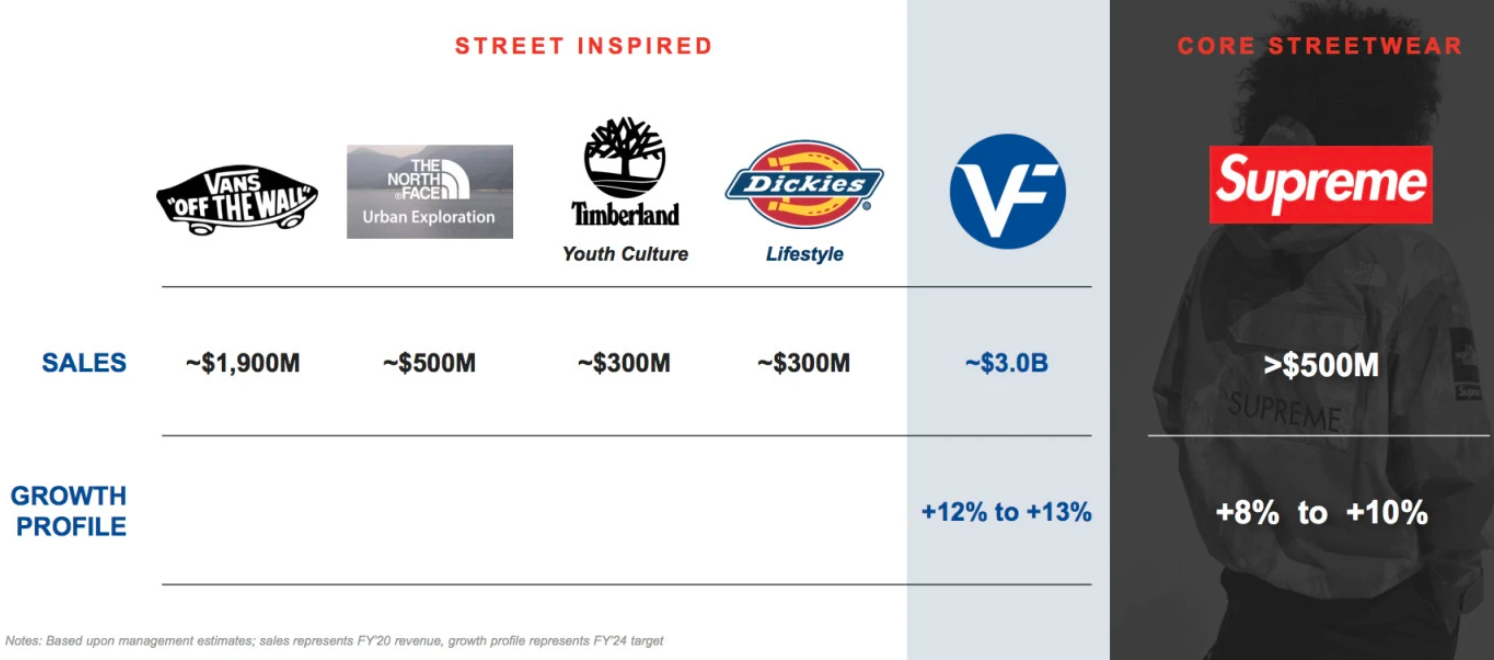 STREET INSPIRED
CORE STREETWEAR
VANS
"OFF THE WALL"
THE
NORTH
®FACE
Urban Exploration
Timberland
Youth Culture
Dickies®
Lifestyle
VF
Supreme
SALES
~$1,900M
~$500M
~$300M
~$300M
~$3.0B
>$500M
SUPREME
GROWTH
PROFILE
+12% to +13%
+8% to +10%
Notes: Based upon management estimates; sales represents FY'20 revenue, growth profile represents FY'24 target